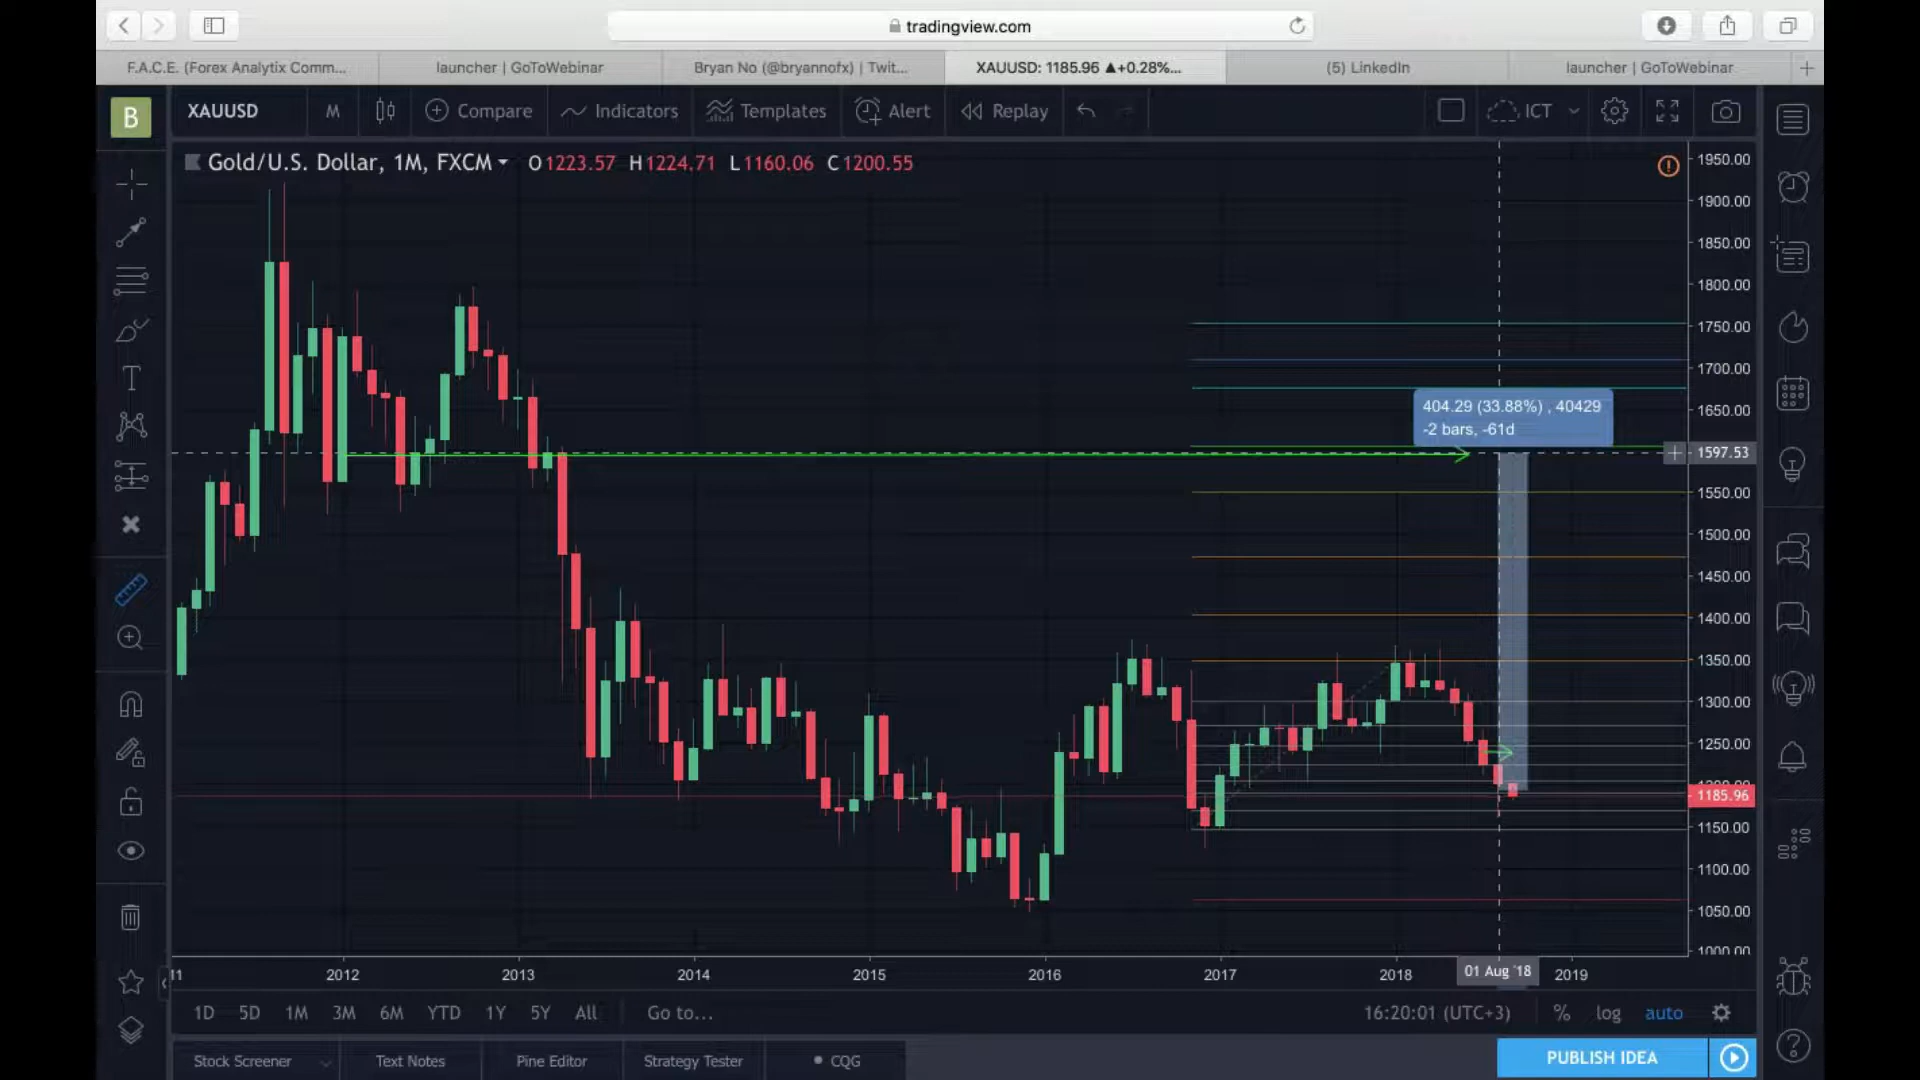 tradingview.com
F.A.C.E. (Forex Analytix Comm...
launcher | GoToWebinar
Bryan No (@bryannofx) | Twit...
XAUUSD: 1185.96 ▲+0.28%...
(5) LinkedIn
launcher | GoToWebinar
B
XAUUSD
M
Compare
Indicators
Templates
Alert
Replay
ICT
Gold/U.S. Dollar, 1M, FXCM
O1223.57 H1224.71 L1160.06 C1200.55
1950.00
1900.00
1850.00
1800.00
1750.00
1700.00
1650.00
404.29 (33.88%) , 40429
-2 bars, -61d
1597.53
1550.00
1500.00
1450.00
1400.00
1350.00
1300.00
1250.00
1200.00
1185.96
1150.00
1100.00
1050.00
1000.00
11
2012
2013
2014
2015
2016
2017
2018
01 Aug '18
2019
1D 5D 1M 3M 6M YTD 1Y 5Y All
Go to...
16:20:01 (UTC+3)
% log auto
Stock Screener
Text Notes
Pine Editor
Strategy Tester
CQG
PUBLISH IDEA